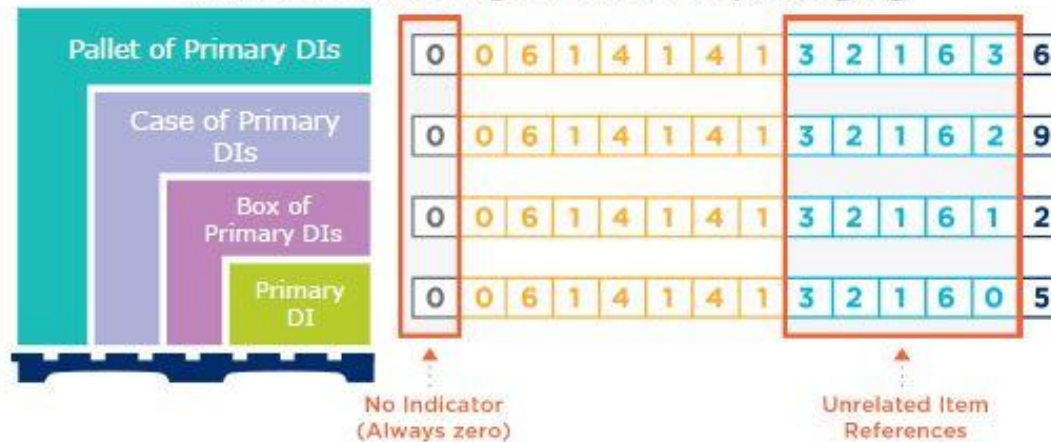 Pallet of Primary DIs
0 0 6 1 4 1 4 1 3 2 1 6 3 6
Case of Primary
DIs
0 0 6 1 4 1 4 1 3 2 1 6 2 9
Box of
Primary DIs
0 0 6 1 4 1 4 1 3 2 1 6 1 2
Primary
DI
0 0 6 1 4 1 4 1 3 2 1 6 0 5
No Indicator
(Always zero)
Unrelated Item
References